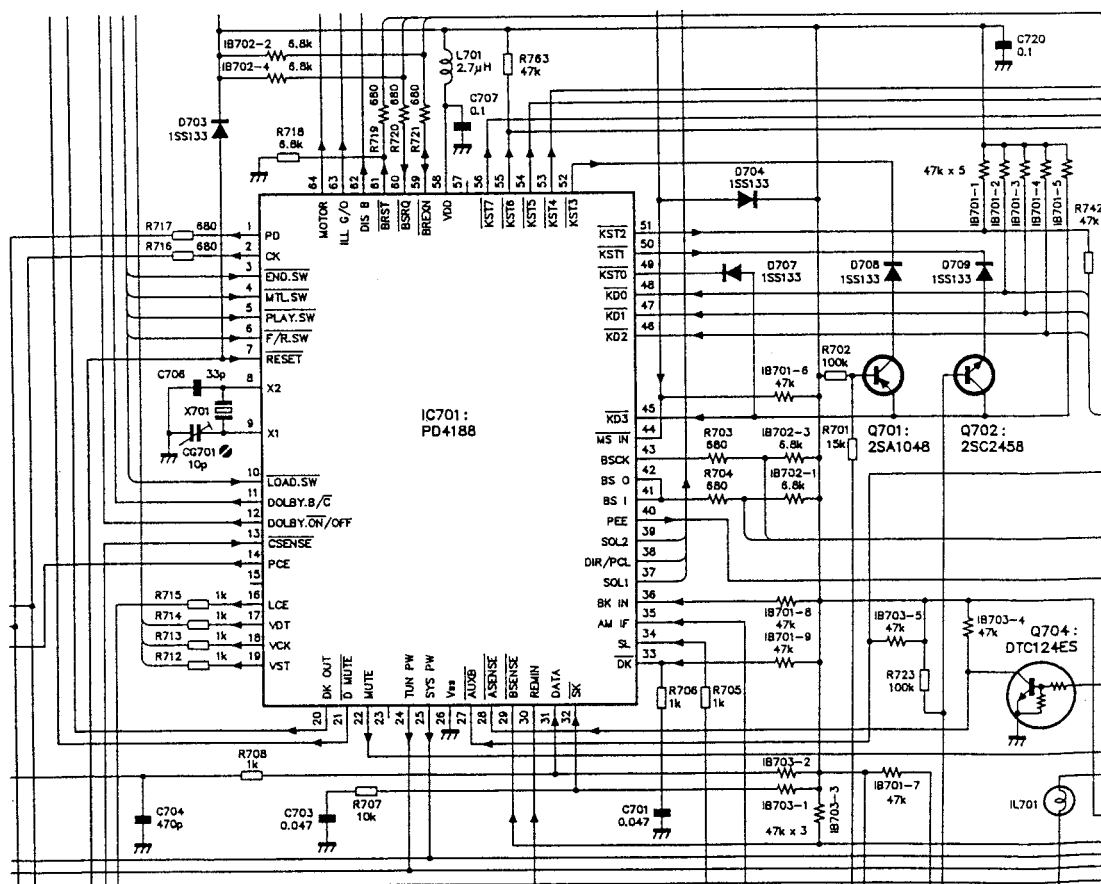 IB702-2 6.8k
IB702-4 6.8k
L701
2.7μH
R763
47k
C720
0.1
680
680
680
R719
R720
R721
C707
0.1
D703
1SS133
R718
6.8k
D704
1SS133
47k x 5
IB701-1
IB701-2
IB701-3
IB701-4
IB701-5
R742
47k
64
63
62
61
60
59
58
57
56
55
54
53
52
MOTOR
ILL G/O
DIS B
BRST
BSRQ
BREXN
VDD
KST7
KST6
KST5
KST4
KST3
R717 680
R716 680
1 PD
2 CK
3 END.SW
4 MTL.SW
5 PLAY.SW
6 F/R.SW
7 RESET
8 X2
9 X1
10 LOAD.SW
11 DOLBY.B/C
12 DOLBY.ON/OFF
13 CSENSE
14 PCE
15
16 LCE
17 VDT
18 VCK
19 VST
C706 33p
X701
CG701
10p
R715 1k
R714 1k
R713 1k
R712 1k
IC701:
PD4188
KST2 51
KST1 50
KST0 49
KD0 48
KD1 47
KD2 46
KD3 45
MS IN 44
BSCK 43
BS O 42
BS I 41
PEE 40
SOL2 39
DIR/PCL 38
SOL1 37
BK IN 36
AM IF 35
SL 34
DK 33
D707
1SS133
D708
1SS133
D709
1SS133
R702
100k
IB701-6
47k
R701
15k
Q701:
2SA1048
Q702:
2SC2458
R703
680
IB702-3
6.8k
R704
680
IB702-1
6.8k
IB701-8
47k
IB701-9
47k
IB703-5
47k
IB703-4
47k
Q704:
DTC124ES
R723
100k
R706
1k
R705
1k
DK OUT
D MUTE
MUTE
TUN PW
SYS PW
Vss
AUXB
ASENSE
BSENSE
REMIN
DATA
SK
20
21
22
23
24
25
26
27
28
29
30
31
32
R708
1k
C704
470p
C703
0.047
R707
10k
C701
0.047
IB703-2
IB703-1
47k x 3
IB703-3
IB701-7
47k
IL701